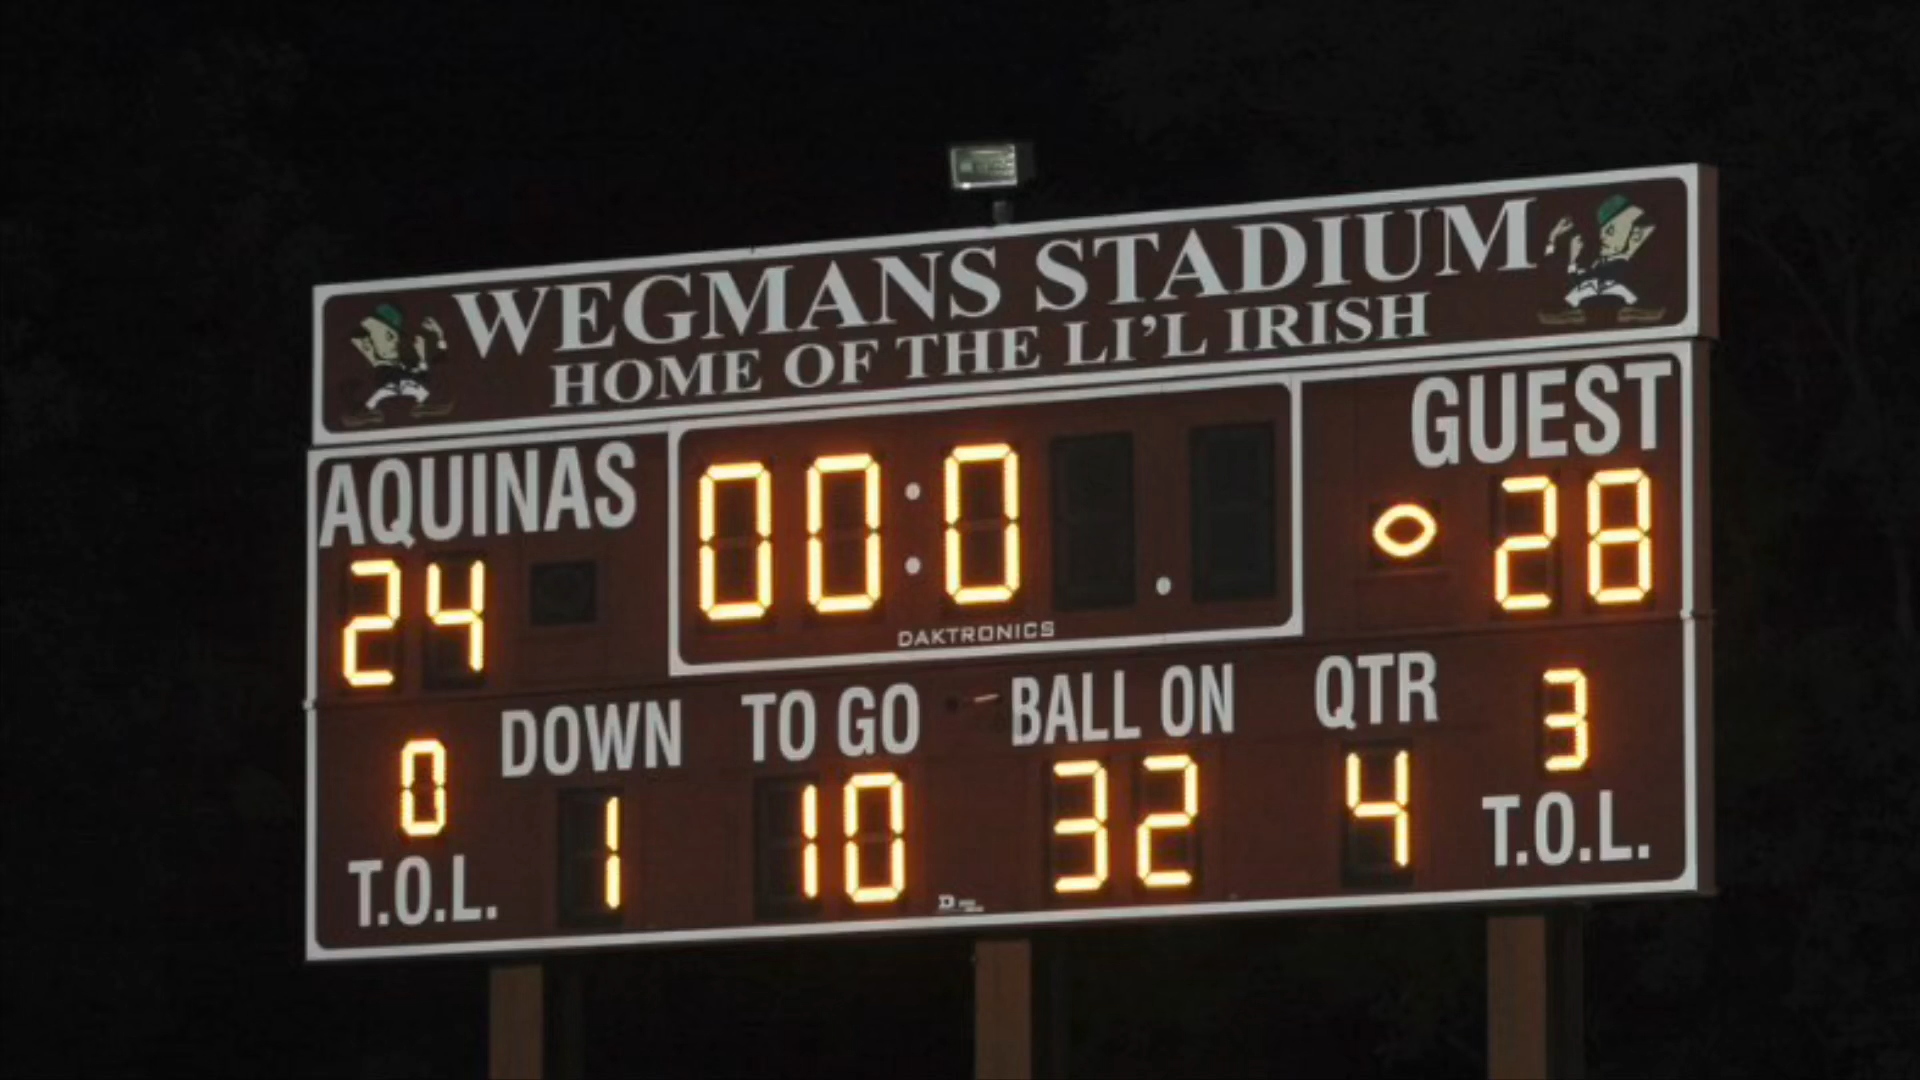 WEGMANS STADIUM
HOME OF THE LI'L IRISH
AQUINAS
GUEST
24
00:0
28
DAKTRONICS
DOWN
TO GO
BALL ON
QTR
3
0
1
10
32
4
T.O.L.
T.O.L.